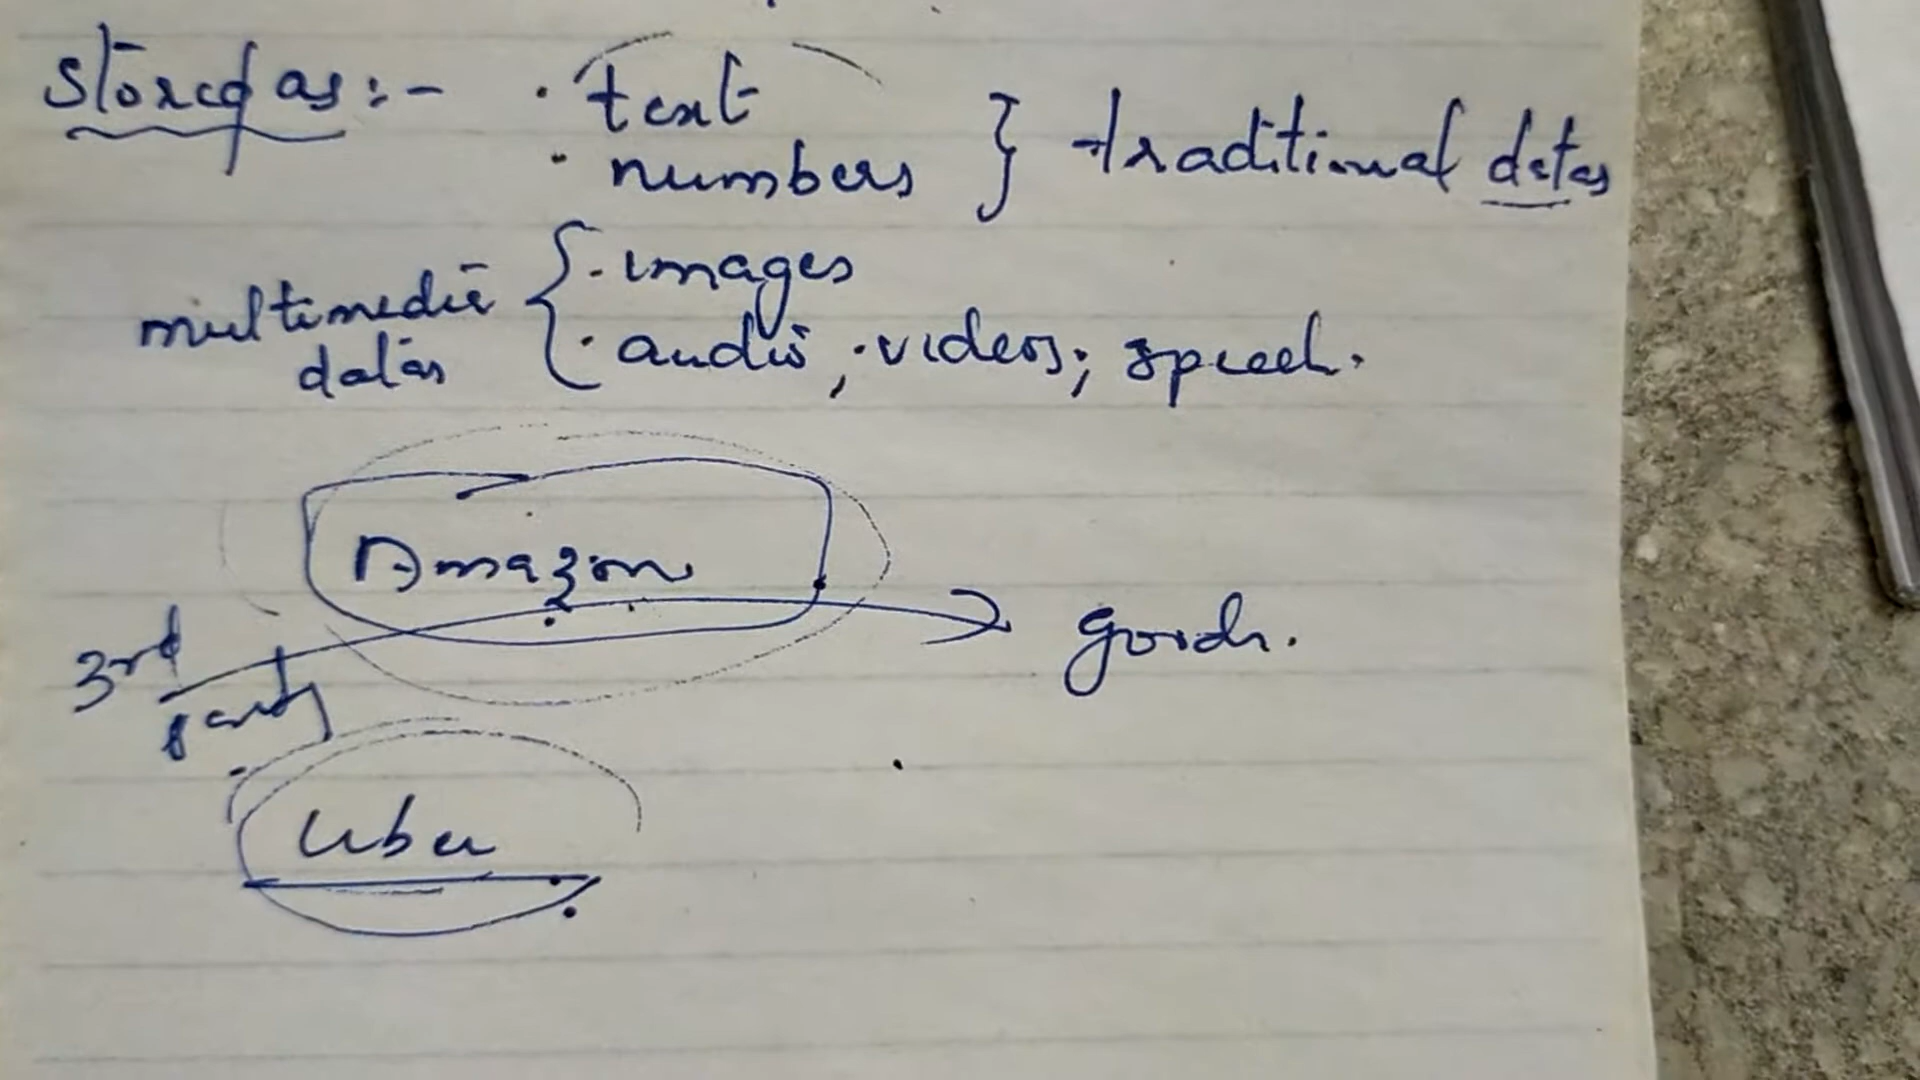 Stored as :- · text
· numbers } traditional datas
multimedia datas { · images
· audio, · videos; speech.
Amazon
3rd party → goods.
Uber